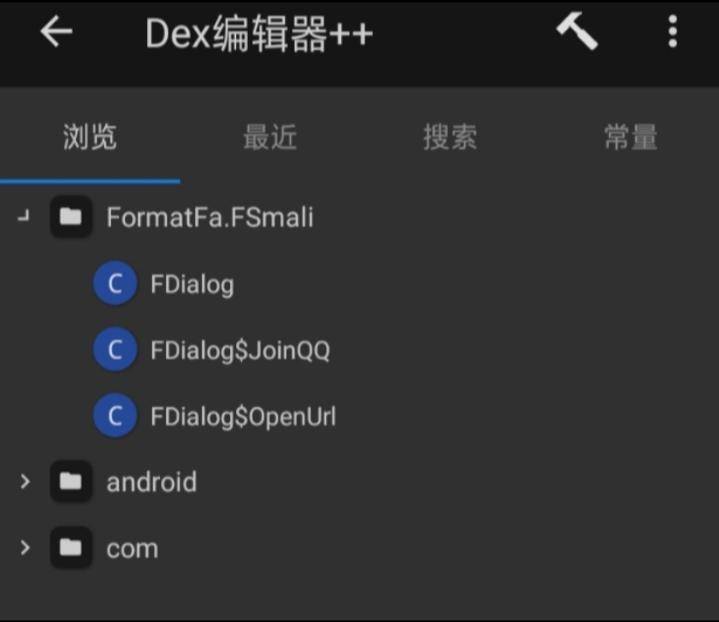 Dex编辑器++
浏览 最近 搜索 常量
FormatFa.FSmali
C FDialog
C FDialog$JoinQQ
C FDialog$OpenUrl
android
com